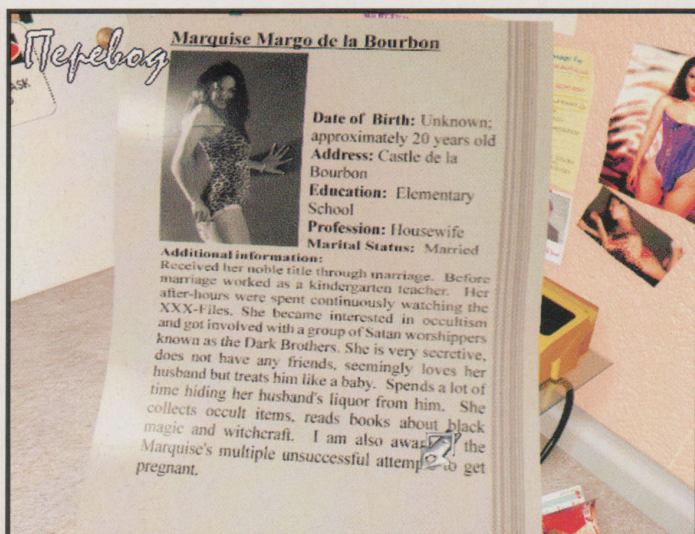 Перевод
ASK
Marquise Margo de la Bourbon
Date of Birth: Unknown;
approximately 20 years old
Address: Castle de la
Bourbon
Education: Elementary
School
Profession: Housewife
Marital Status: Married
Additional information:
Received her noble title through marriage. Before
marriage worked as a kindergarten teacher. Her
after-hours were spent continuously watching the
XXX-Files. She became interested in occultism
and got involved with a group of Satan worshippers
known as the Dark Brothers. She is very secretive,
does not have any friends, seemingly loves her
husband but treats him like a baby. Spends a lot of
time hiding her husband's liquor from him. She
collects occult items, reads books about black
magic and witchcraft. I am also the
Marquise's multiple unsuccessful to get
pregnant.